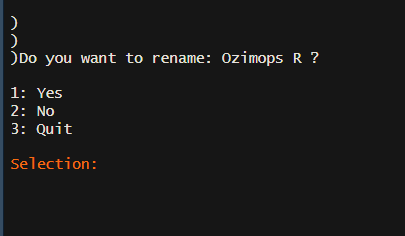 )
)
)Do you want to rename: Ozimops R ?
1: Yes
2: No
3: Quit
Selection: